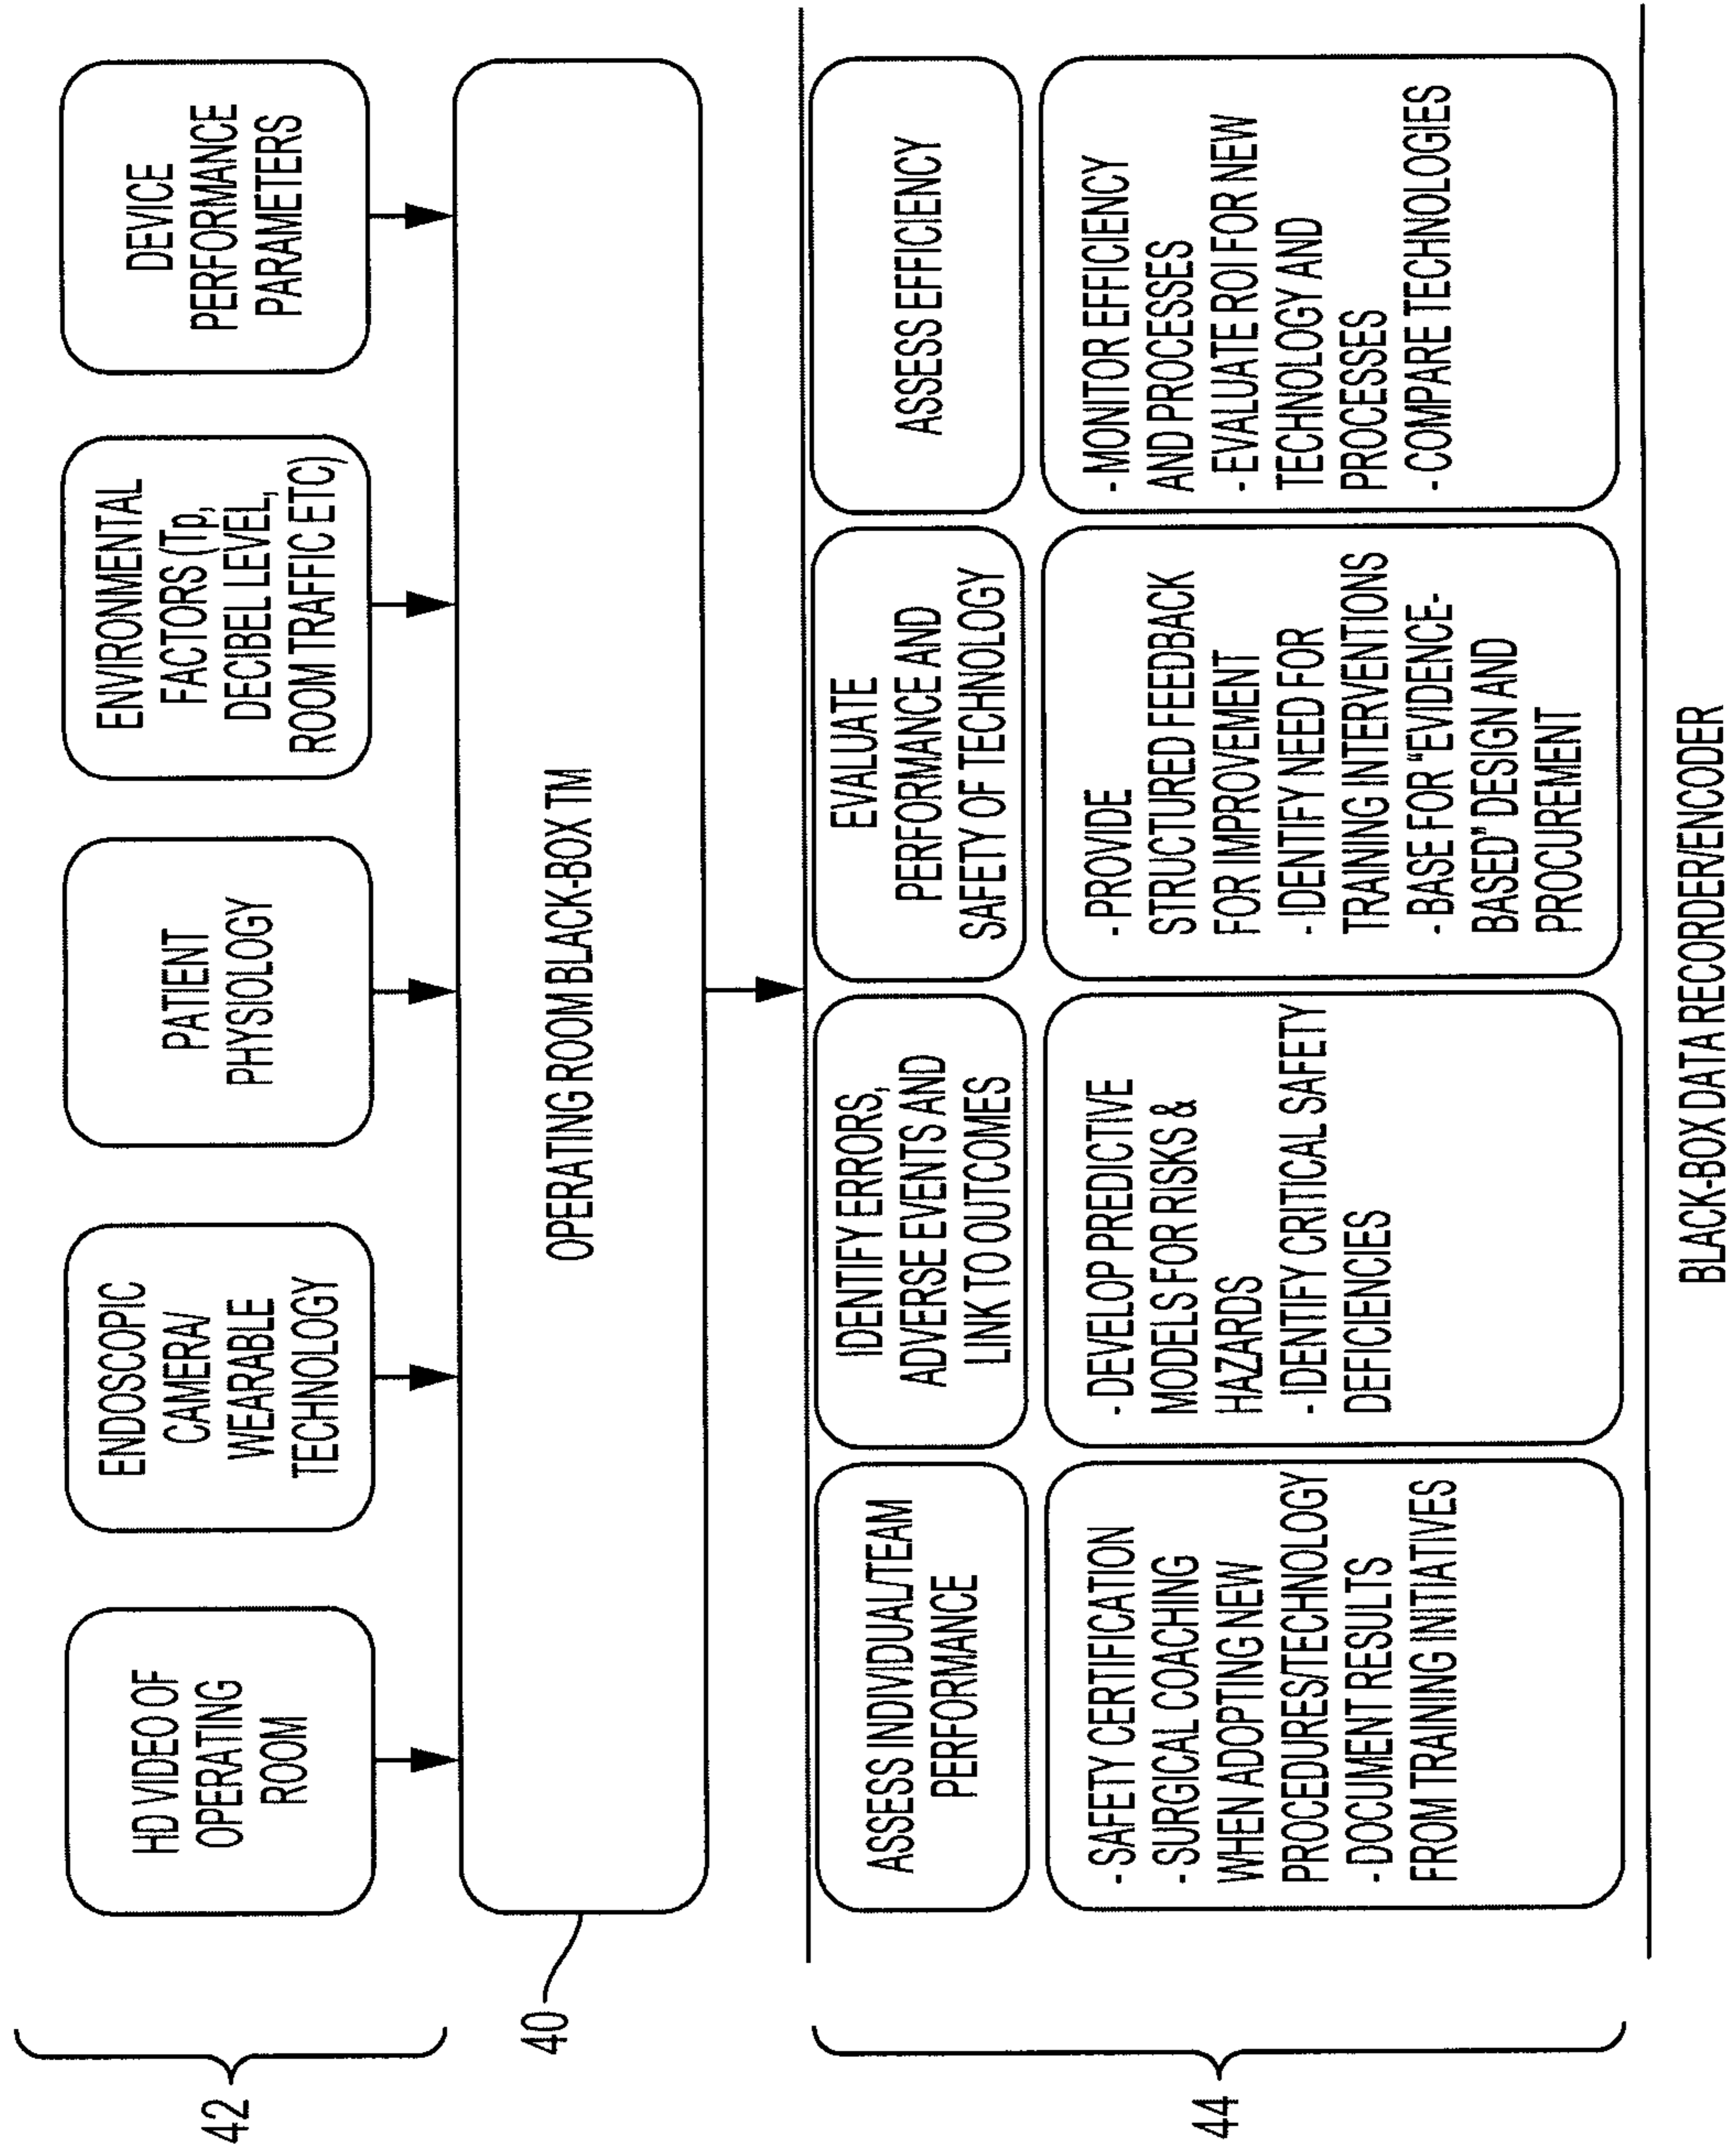 42
HD VIDEO OF
OPERATING
ROOM
ENDOSCOPIC
CAMERA/
WEARABLE
TECHNOLOGY
PATIENT
PHYSIOLOGY
ENVIRONMENTAL
FACTORS (Tp,
DECIBEL LEVEL,
ROOM TRAFFIC ETC)
DEVICE
PERFORMANCE
PARAMETERS
40
OPERATING ROOM BLACK-BOX TM
44
ASSESS INDIVIDUAL/TEAM
PERFORMANCE
IDENTIFY ERRORS,
ADVERSE EVENTS AND
LINK TO OUTCOMES
EVALUATE
PERFORMANCE AND
SAFETY OF TECHNOLOGY
ASSESS EFFICIENCY
- SAFETY CERTIFICATION
- SURGICAL COACHING
WHEN ADOPTING NEW
PROCEDURES/TECHNOLOGY
- DOCUMENT RESULTS
FROM TRAINING INITIATIVES
- DEVELOP PREDICTIVE
MODELS FOR RISKS &
HAZARDS
- IDENTIFY CRITICAL SAFETY
DEFICIENCIES
- PROVIDE
STRUCTURED FEEDBACK
FOR IMPROVEMENT
- IDENTIFY NEED FOR
TRAINING INTERVENTIONS
- BASE FOR "EVIDENCE-
BASED" DESIGN AND
PROCUREMENT
- MONITOR EFFICIENCY
AND PROCESSES
- EVALUATE ROI FOR NEW
TECHNOLOGY AND
PROCESSES
- COMPARE TECHNOLOGIES
BLACK-BOX DATA RECORDER/ENCODER